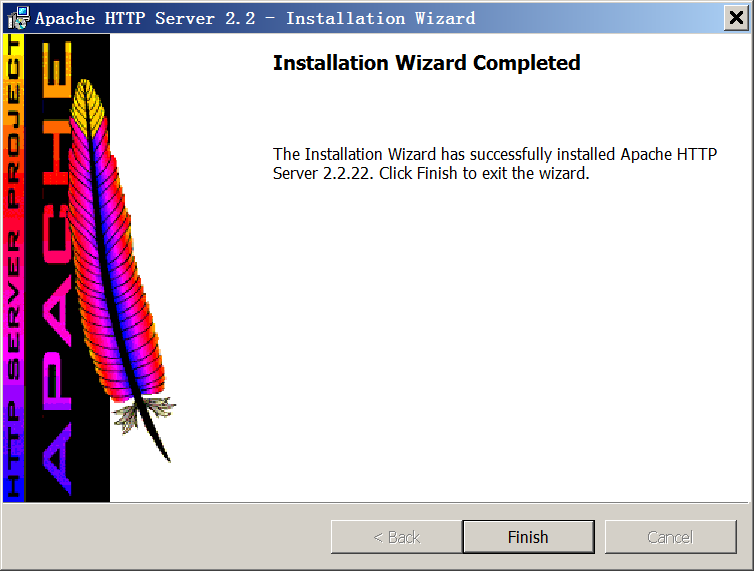 Apache HTTP Server 2.2 - Installation Wizard
HTTP SERVER PROJECT
APACHE
Installation Wizard Completed
The Installation Wizard has successfully installed Apache HTTP
Server 2.2.22. Click Finish to exit the wizard.
< Back
Finish
Cancel